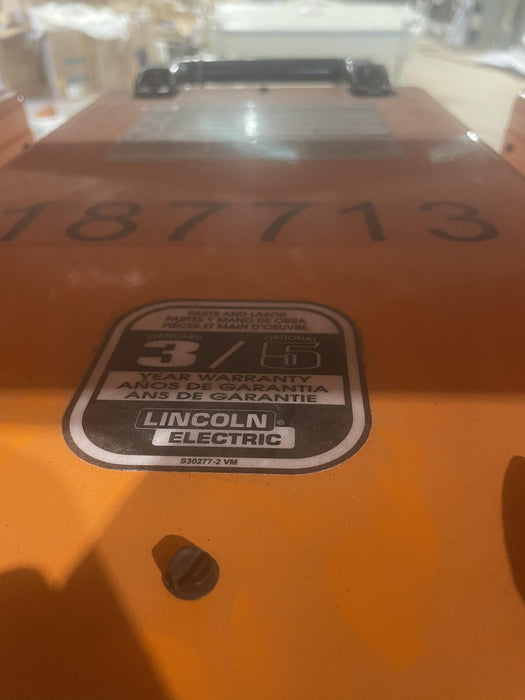 187713
PARTS AND LABOR
PARTES Y MANO DE OBRA
PIÈCES ET MAIN D'OEUVRE
STANDARD OPTIONAL
3 / 5
YEAR WARRANTY
AÑOS DE GARANTIA
ANS DE GARANTIE
LINCOLN ®
ELECTRIC
S30277-2 VM